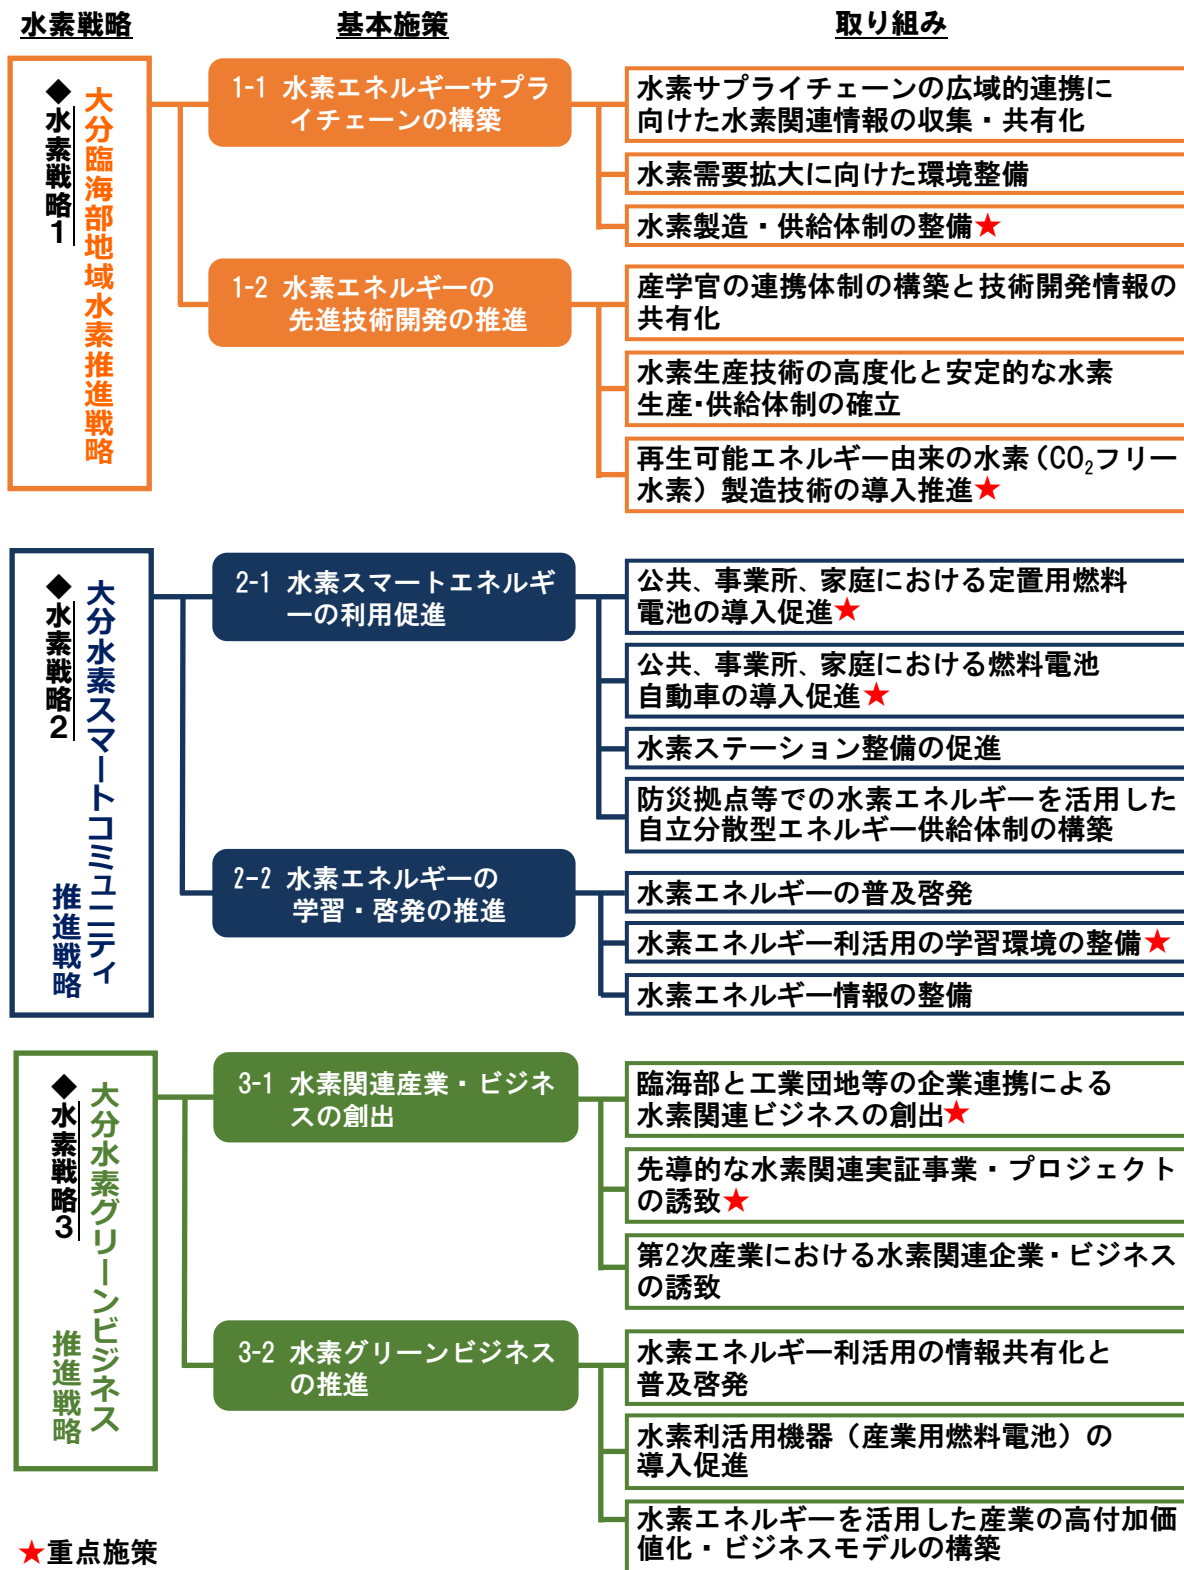 水素戦略
基本施策
取り組み
◆水素戦略1
大分臨海部地域水素推進戦略
1-1 水素エネルギーサプラ
イチェーンの構築
水素サプライチェーンの広域的連携に
向けた水素関連情報の収集・共有化
水素需要拡大に向けた環境整備
水素製造・供給体制の整備★
1-2 水素エネルギーの
先進技術開発の推進
産学官の連携体制の構築と技術開発情報の
共有化
水素生産技術の高度化と安定的な水素
生産・供給体制の確立
再生可能エネルギー由来の水素(CO₂フリー
水素)製造技術の導入推進★
◆水素戦略2
大分水素スマートコミュニティ
推進戦略
2-1 水素スマートエネルギ
ーの利用促進
公共、事業所、家庭における定置用燃料
電池の導入促進★
公共、事業所、家庭における燃料電池
自動車の導入促進★
水素ステーション整備の促進
防災拠点等での水素エネルギーを活用した
自立分散型エネルギー供給体制の構築
2-2 水素エネルギーの
学習・啓発の推進
水素エネルギーの普及啓発
水素エネルギー利活用の学習環境の整備★
水素エネルギー情報の整備
◆水素戦略3
大分水素グリーンビジネス
推進戦略
3-1 水素関連産業・ビジネ
スの創出
臨海部と工業団地等の企業連携による
水素関連ビジネスの創出★
先導的な水素関連実証事業・プロジェクト
の誘致★
第2次産業における水素関連企業・ビジネス
の誘致
3-2 水素グリーンビジネス
の推進
水素エネルギー利活用の情報共有化と
普及啓発
水素利活用機器(産業用燃料電池)の
導入促進
水素エネルギーを活用した産業の高付加価
値化・ビジネスモデルの構築
★重点施策